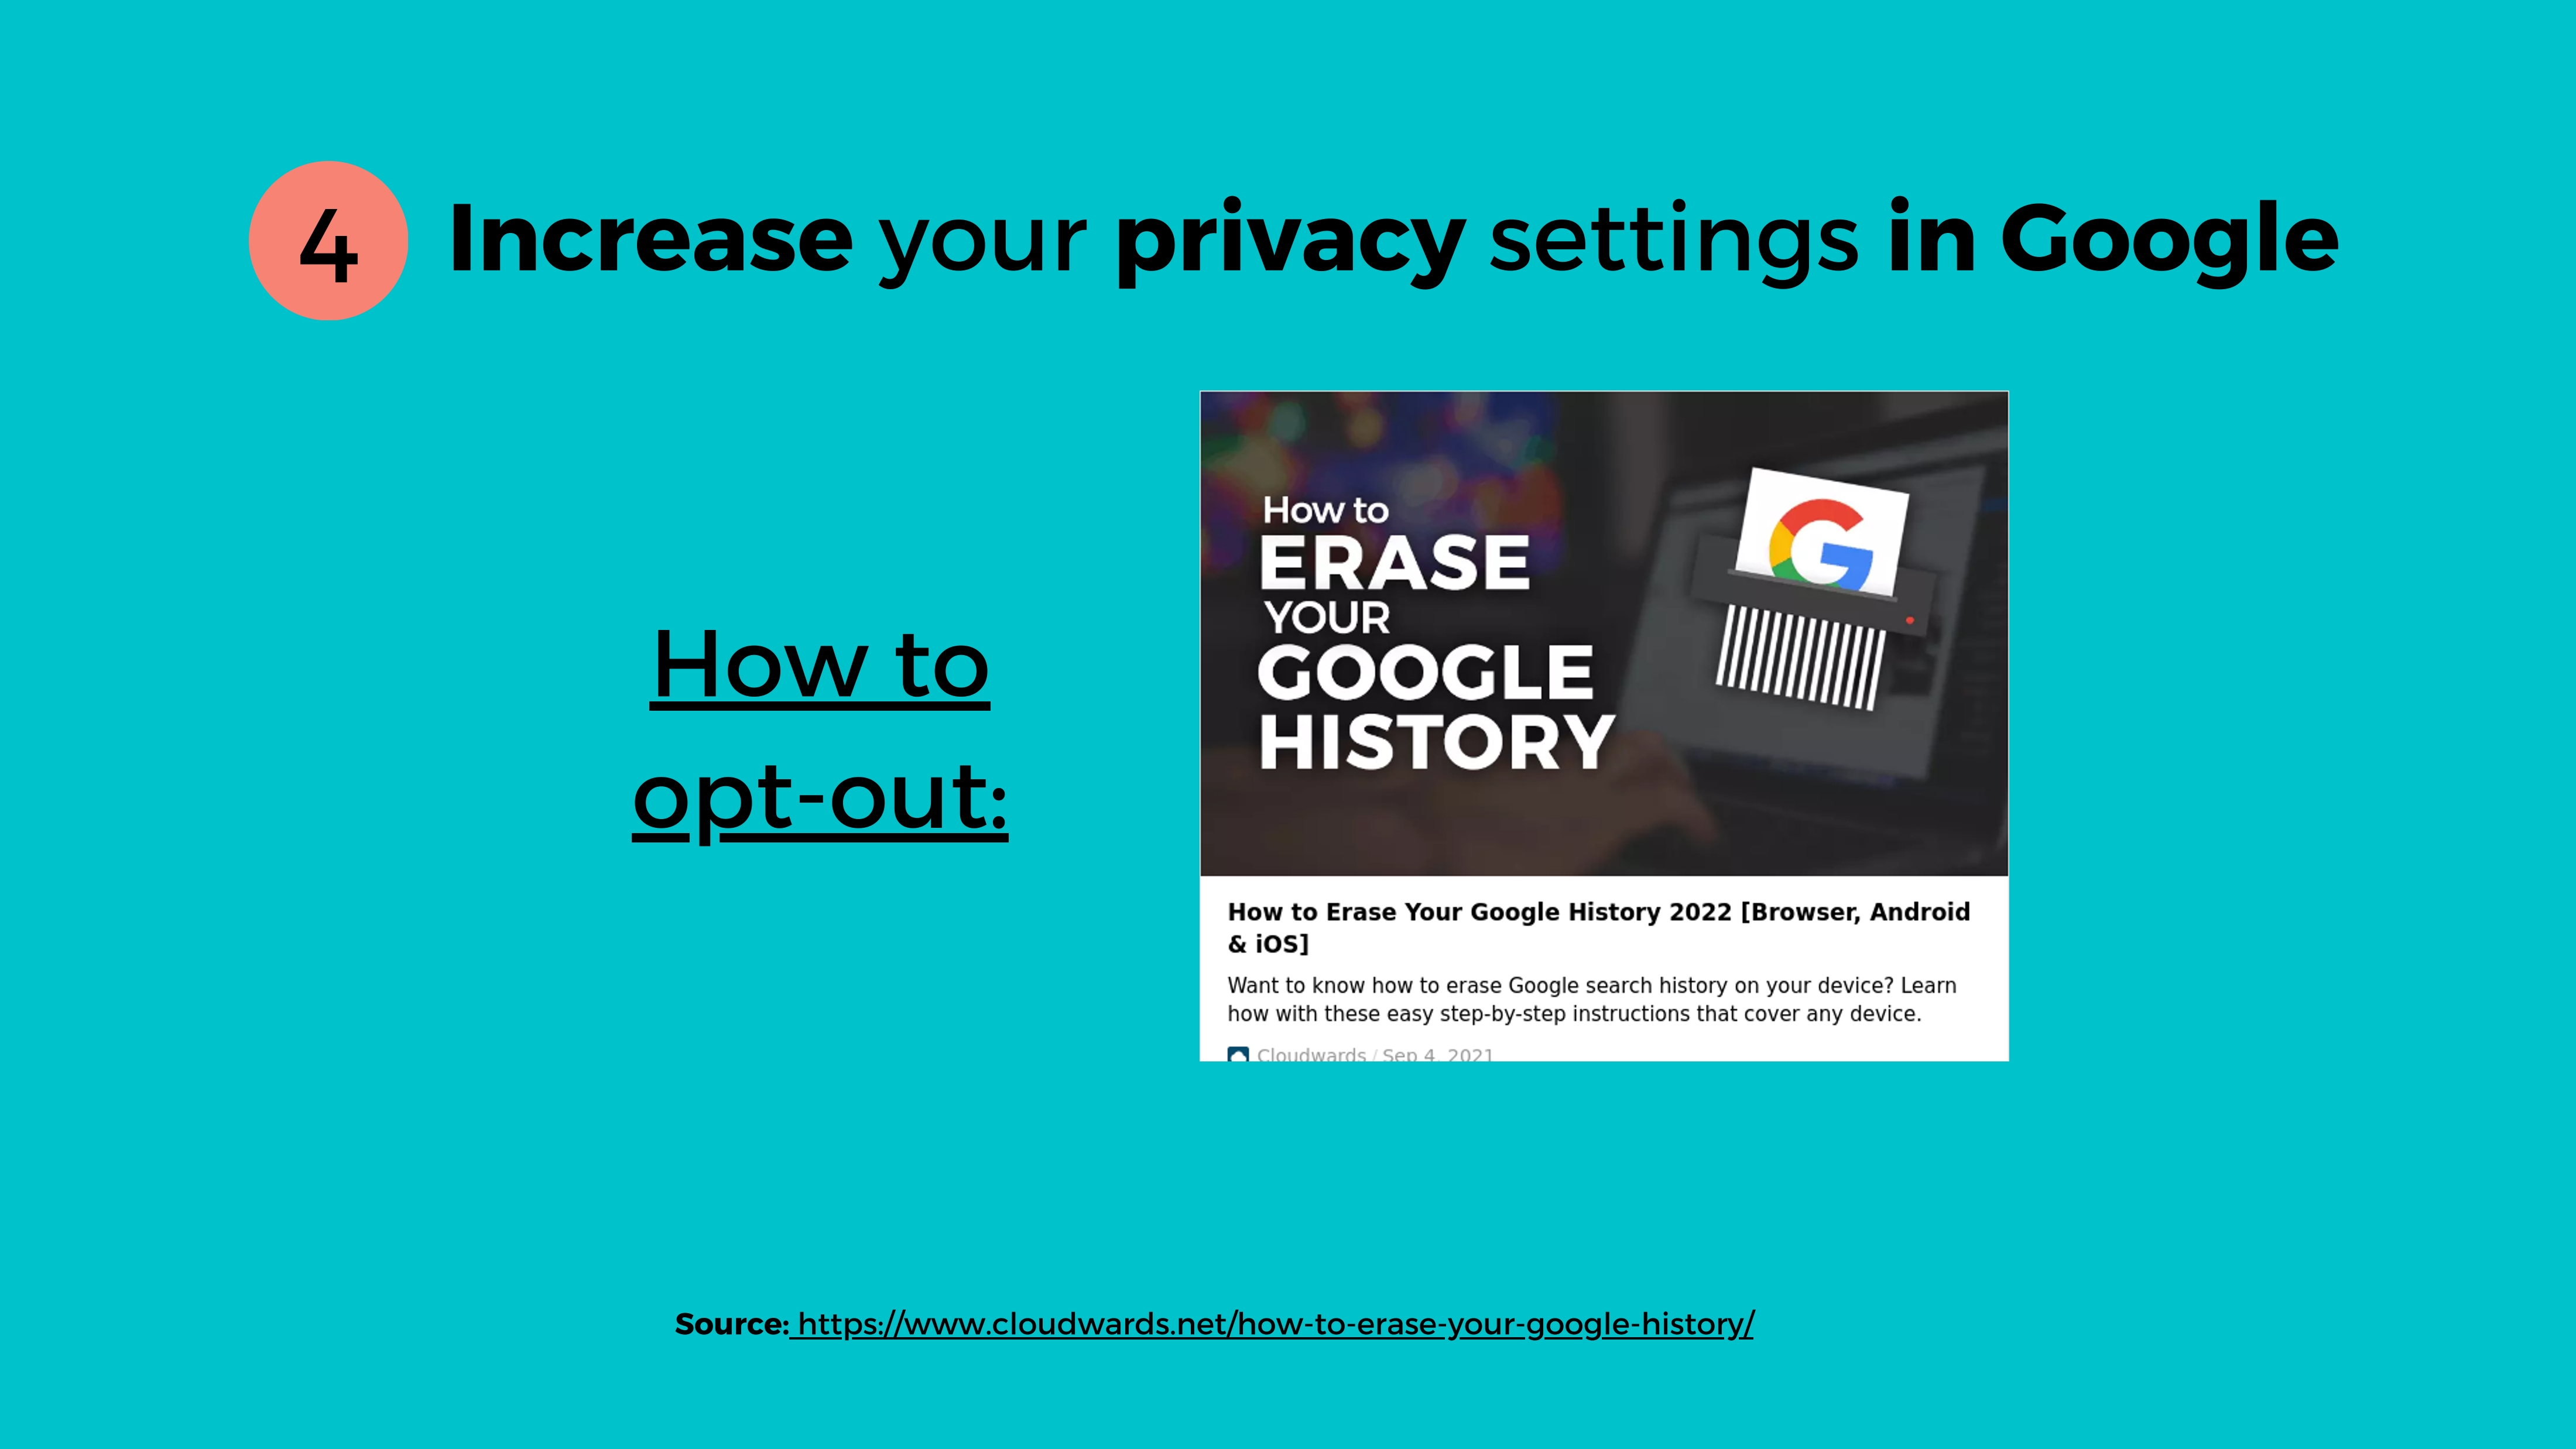 4 Increase your privacy settings in Google
How to
opt-out:
How to
ERASE
YOUR
GOOGLE
HISTORY
How to Erase Your Google History 2022 [Browser, Android
& iOS]
Want to know how to erase Google search history on your device? Learn
how with these easy step-by-step instructions that cover any device.
Cloudwards / Sep 4, 2021
Source: https://www.cloudwards.net/how-to-erase-your-google-history/